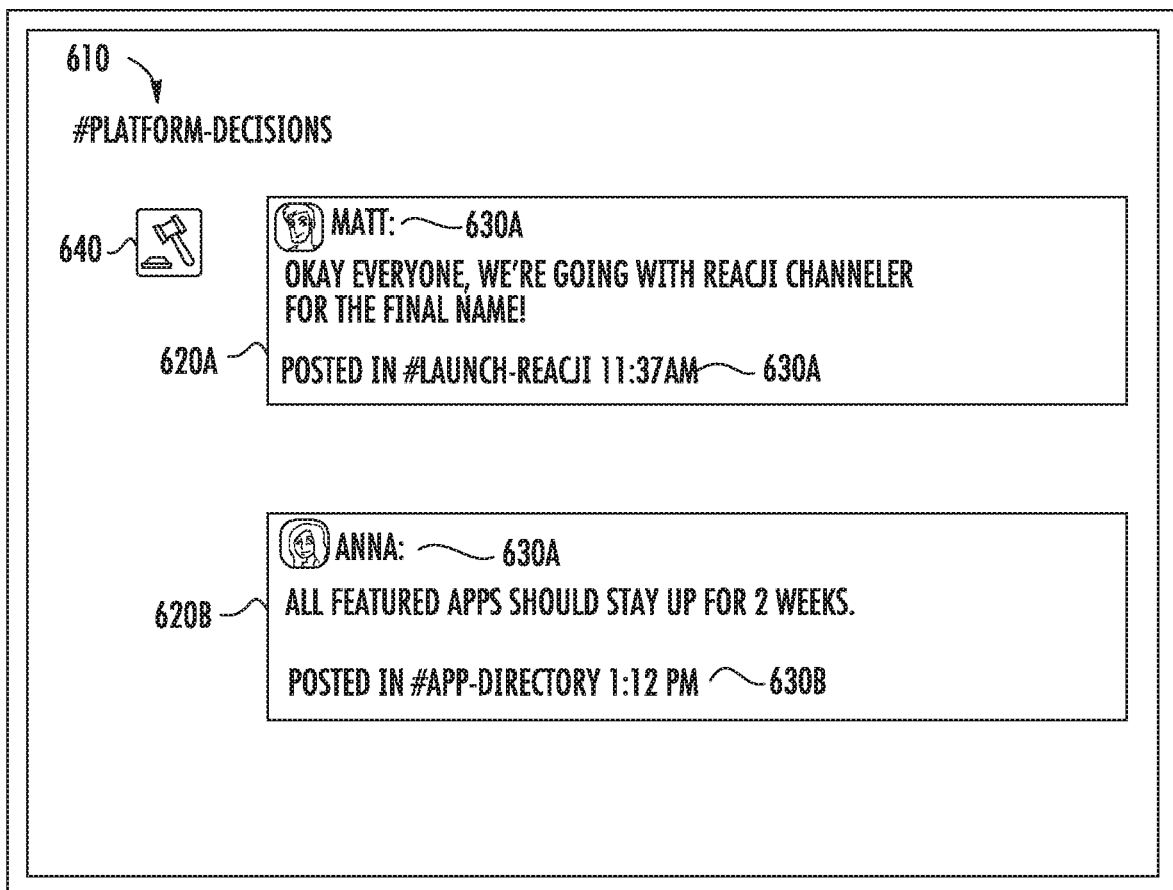 610
#PLATFORM-DECISIONS
640
MATT: 630A
OKAY EVERYONE, WE'RE GOING WITH REACJI CHANNELER
FOR THE FINAL NAME!
620A
POSTED IN #LAUNCH-REACJI 11:37AM 630A
ANNA: 630A
620B
ALL FEATURED APPS SHOULD STAY UP FOR 2 WEEKS.
POSTED IN #APP-DIRECTORY 1:12 PM 630B